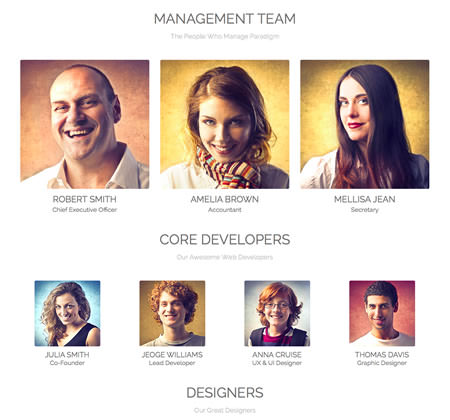 MANAGEMENT TEAM
The People Who Manage Paradigm
ROBERT SMITH
Chief Executive Officer
AMELIA BROWN
Accountant
MELLISA JEAN
Secretary
CORE DEVELOPERS
Our Awesome Web Developers
JULIA SMITH
Co-Founder
JEOGE WILLIAMS
Lead Developer
ANNA CRUISE
UX & UI Designer
THOMAS DAVIS
Graphic Designer
DESIGNERS
Our Great Designers